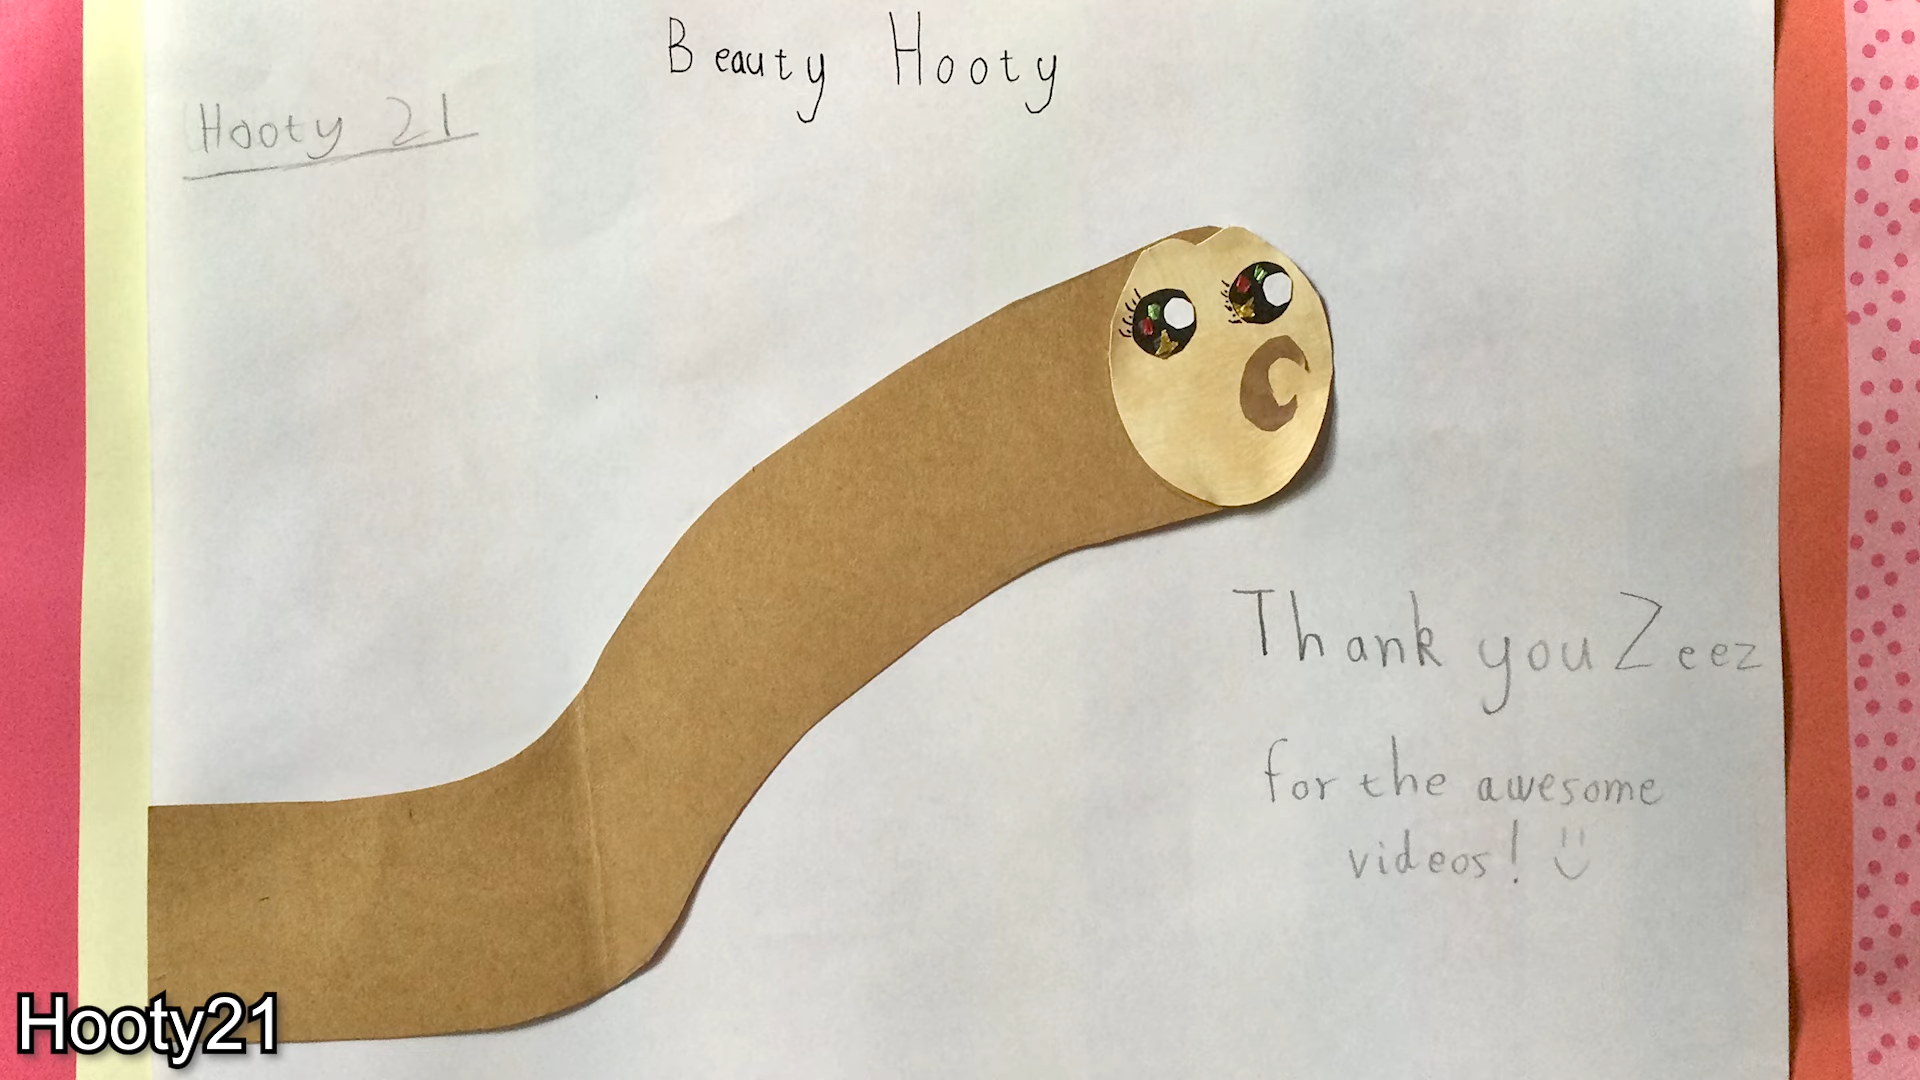 Beauty Hooty
Hooty 21
Thank you Zeez
for the awesome
videos! :)
Hooty21